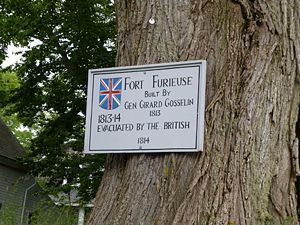 FORT FURIEUSE
BUILT BY
GEN GIRARD GOSSELIN
1813
1813-14
EVACUATED BY THE BRITISH
1814